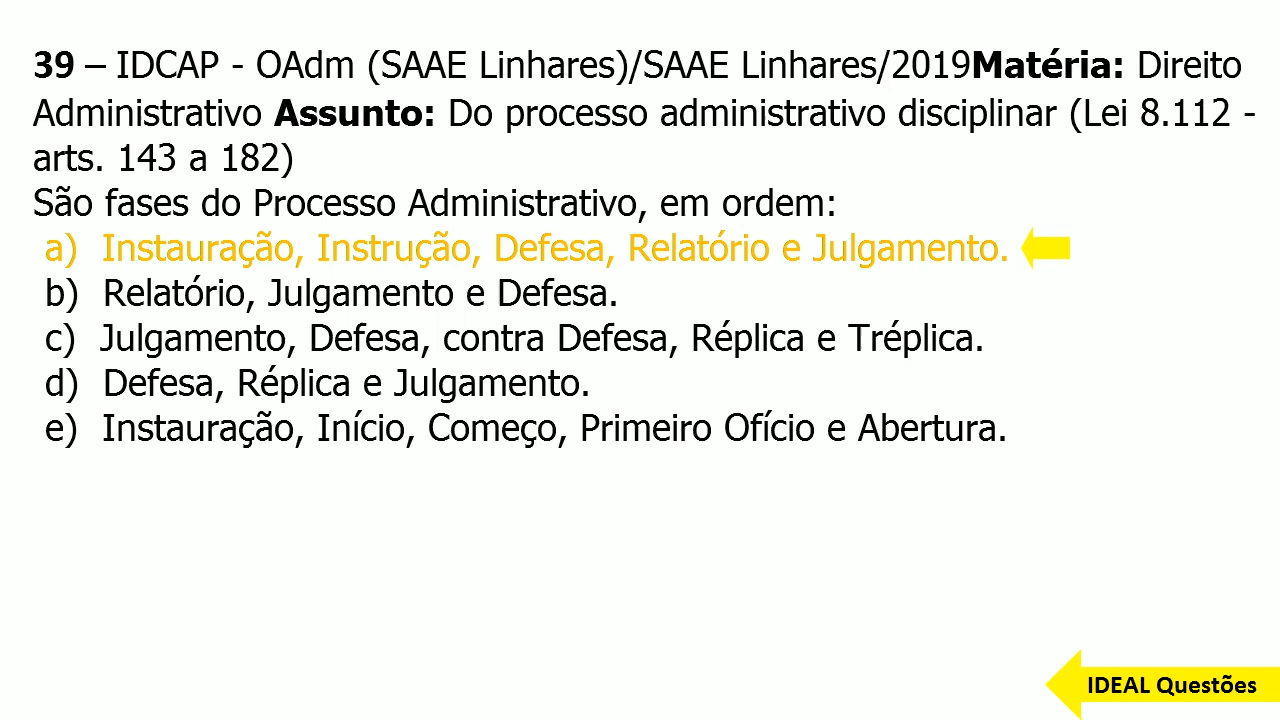 39 – IDCAP - OAdm (SAAE Linhares)/SAAE Linhares/2019Matéria: Direito
Administrativo Assunto: Do processo administrativo disciplinar (Lei 8.112 -
arts. 143 a 182)
São fases do Processo Administrativo, em ordem:
a) Instauração, Instrução, Defesa, Relatório e Julgamento.
b) Relatório, Julgamento e Defesa.
c) Julgamento, Defesa, contra Defesa, Réplica e Tréplica.
d) Defesa, Réplica e Julgamento.
e) Instauração, Início, Começo, Primeiro Ofício e Abertura.
IDEAL Questões